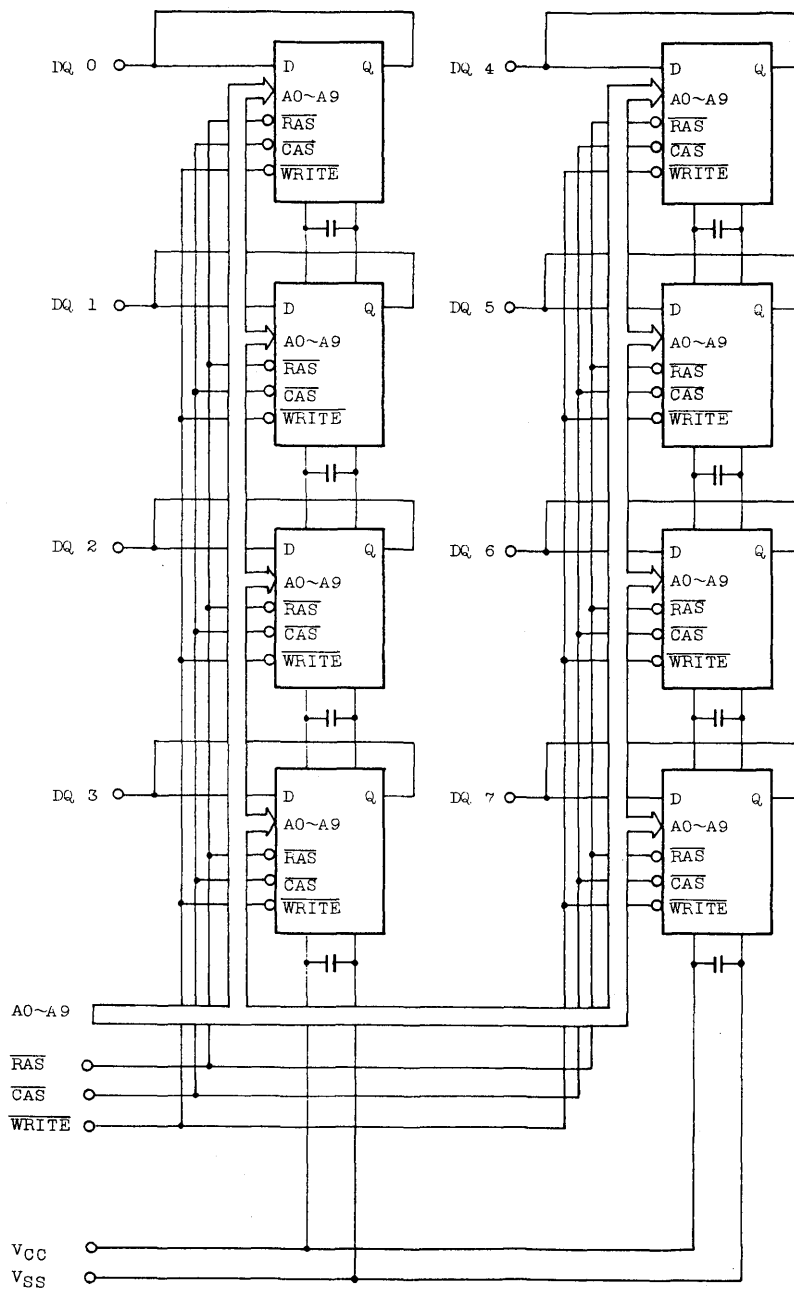 DQ 0
D Q
A0~A9
RAS
CAS
WRITE
DQ 1
D Q
A0~A9
RAS
CAS
WRITE
DQ 2
D Q
A0~A9
RAS
CAS
WRITE
DQ 3
D Q
A0~A9
RAS
CAS
WRITE
DQ 4
D Q
A0~A9
RAS
CAS
WRITE
DQ 5
D Q
A0~A9
RAS
CAS
WRITE
DQ 6
D Q
A0~A9
RAS
CAS
WRITE
DQ 7
D Q
A0~A9
RAS
CAS
WRITE
A0~A9
RAS
CAS
WRITE
VCC
VSS